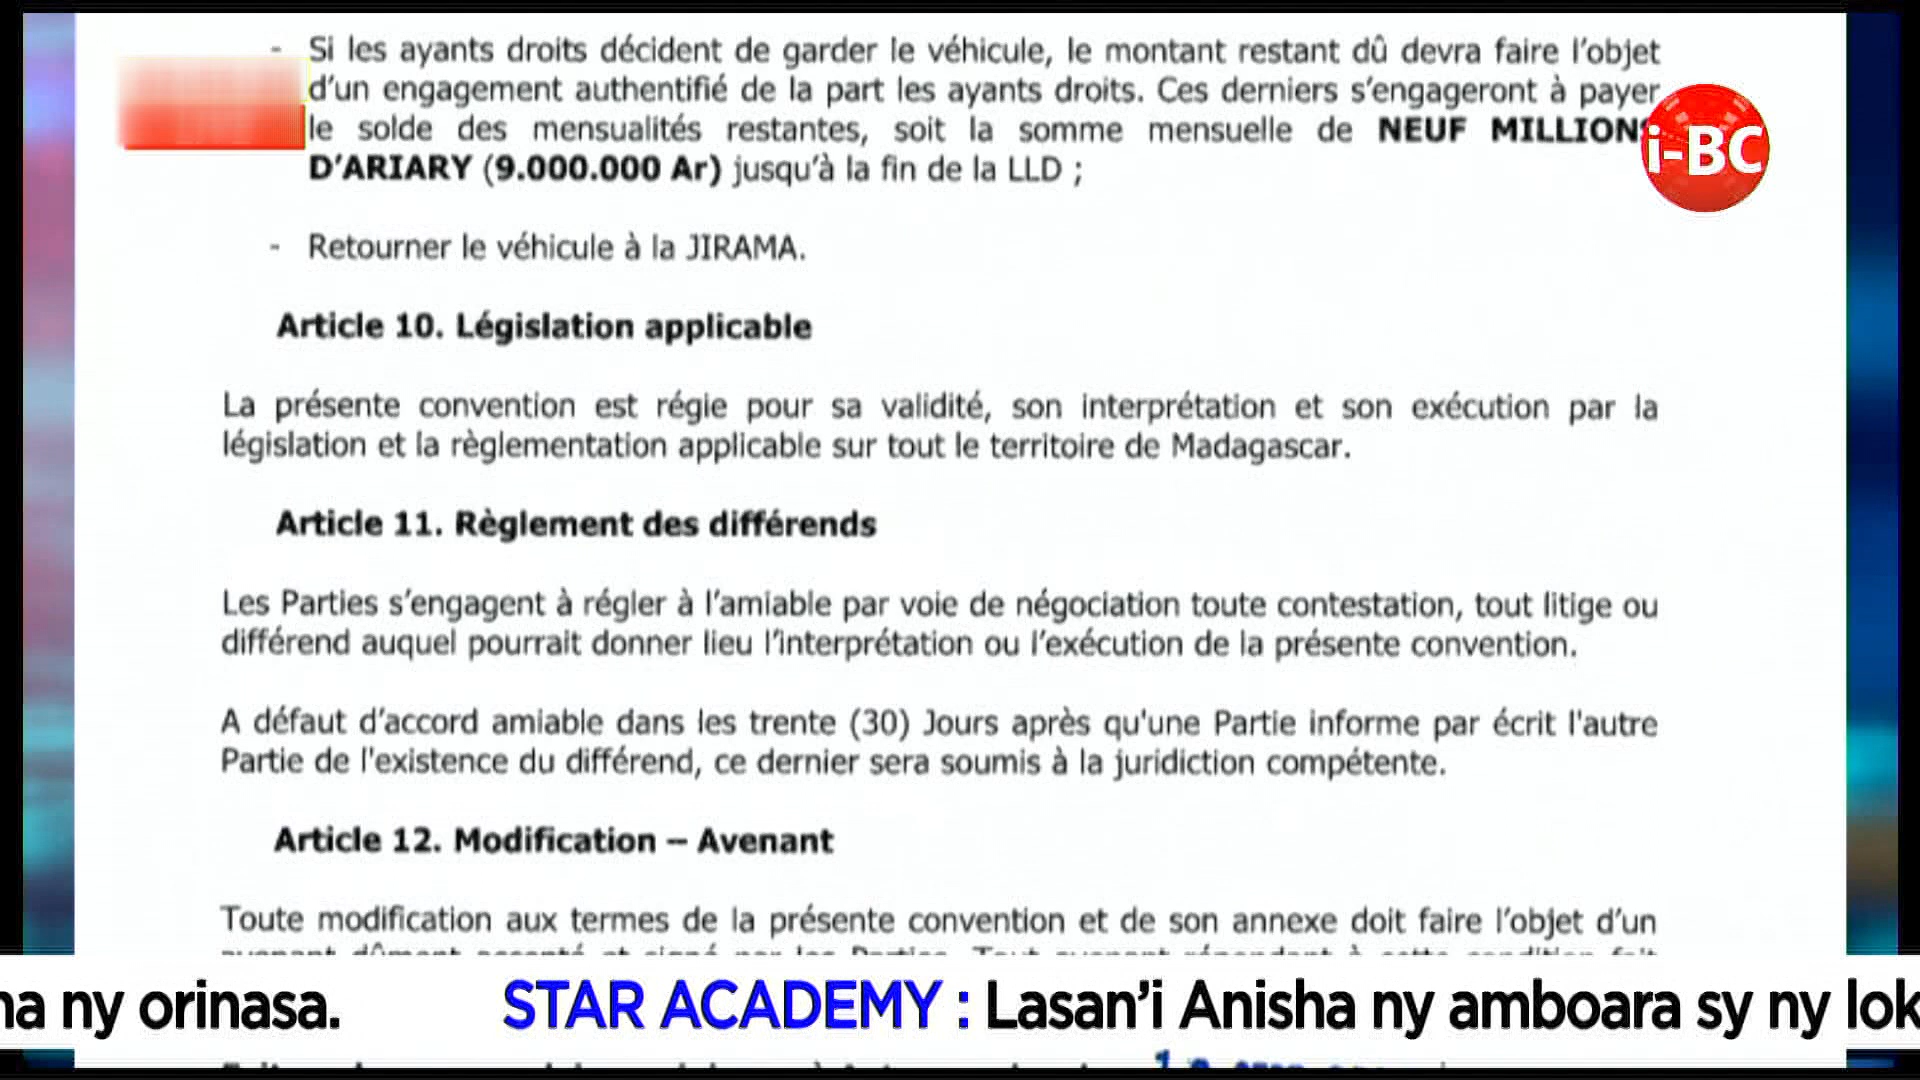 - Si les ayants droits décident de garder le véhicule, le montant restant dû devra faire l'objet
d'un engagement authentifié de la part les ayants droits. Ces derniers s'engageront à payer
le solde des mensualités restantes, soit la somme mensuelle de NEUF MILLIONS
D'ARIARY (9.000.000 Ar) jusqu'à la fin de la LLD ;
i-BC
- Retourner le véhicule à la JIRAMA.
Article 10. Législation applicable
La présente convention est régie pour sa validité, son interprétation et son exécution par la
législation et la règlementation applicable sur tout le territoire de Madagascar.
Article 11. Règlement des différends
Les Parties s'engagent à régler à l'amiable par voie de négociation toute contestation, tout litige ou
différend auquel pourrait donner lieu l'interprétation ou l'exécution de la présente convention.
A défaut d'accord amiable dans les trente (30) Jours après qu'une Partie informe par écrit l'autre
Partie de l'existence du différend, ce dernier sera soumis à la juridiction compétente.
Article 12. Modification – Avenant
Toute modification aux termes de la présente convention et de son annexe doit faire l'objet d'un
ny orinasa. STAR ACADEMY : Lasan'i Anisha ny amboara sy ny lok